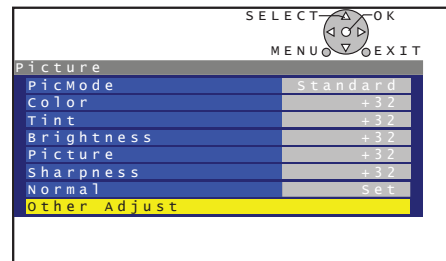 SELECT OK
MENU EXIT
Picture
PicMode Standard
Color +32
Tint +32
Brightness +32
Picture +32
Sharpness +32
Normal Set
Other Adjust